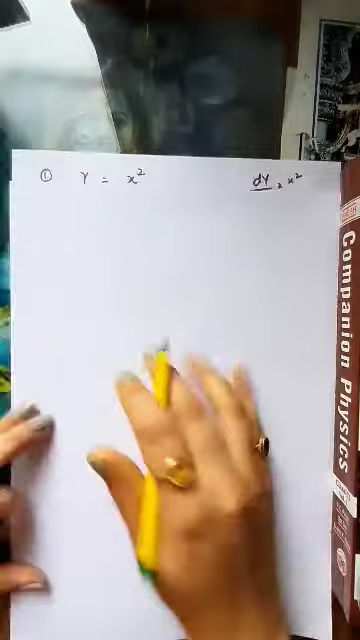 ① Y = x²
dY x²
Companion Physics